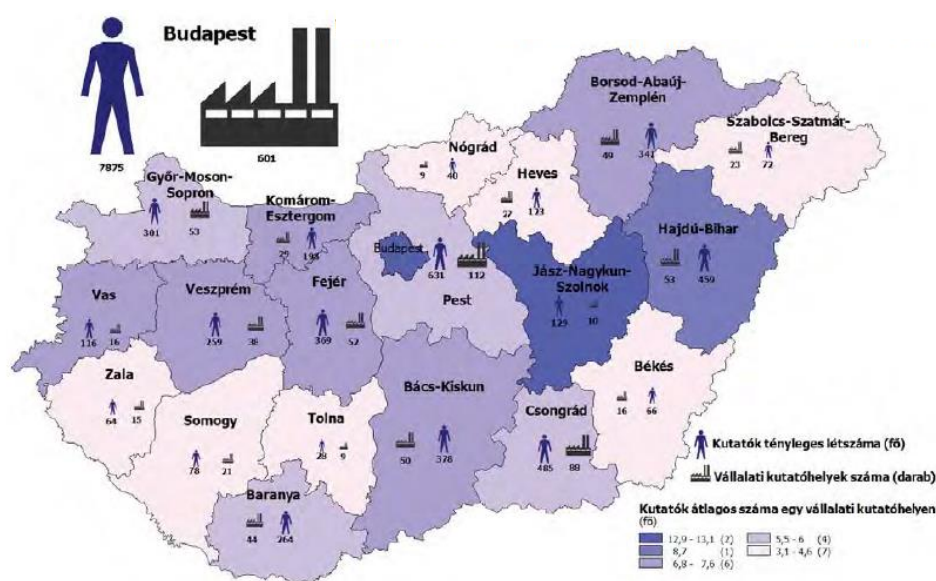 Budapest
7875
601
Borsod-Abaúj-
Zemplén
341
Szabolcs-Szatmár-
Bereg
23 72
Nógrád
9 40
Heves
27 123
Győr-Moson-
Sopron
301 53
Komárom-
Esztergom
29 198
Budapest
631 112
Pest
Hajdú-Bihar
53 459
Jász-Nagykun-
Szolnok
129 10
Vas
116 16
Veszprém
259 38
Fejér
309 52
Zala
64 15
Somogy
78 21
Tolna
28 9
Bács-Kiskun
50 378
Csongrád
485 88
Békés
16 66
Baranya
44 264
Kutatók tényleges létszáma (fő)
Vállalati kutatóhelyek száma (darab)
Kutatók átlagos száma egy vállalati kutatóhelyen
(fő)
12,9 - 13,1 (2)
8,7 (1)
6,8 - 7,6 (6)
5,5 - 6 (4)
3,1 - 4,6 (7)